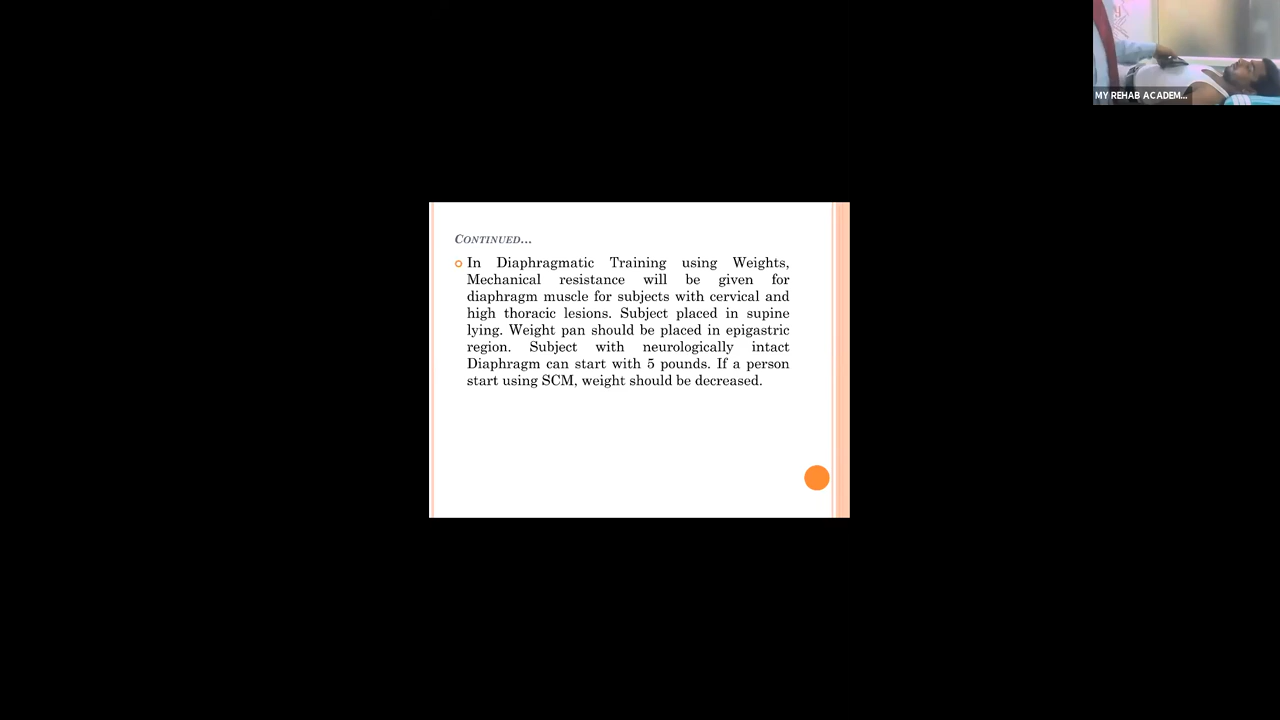 MY REHAB ACADEM...
CONTINUED...
In Diaphragmatic Training using Weights,
Mechanical resistance will be given for
diaphragm muscle for subjects with cervical and
high thoracic lesions. Subject placed in supine
lying. Weight pan should be placed in epigastric
region. Subject with neurologically intact
Diaphragm can start with 5 pounds. If a person
start using SCM, weight should be decreased.